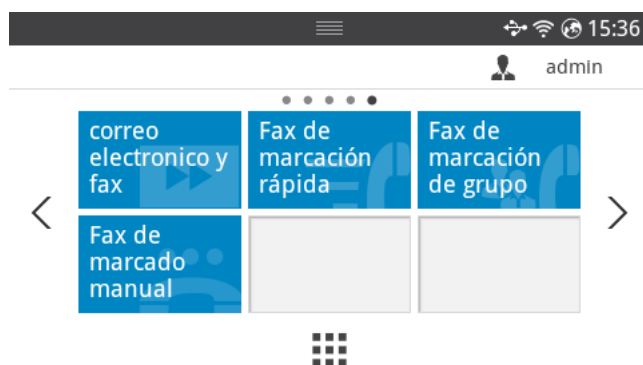 15:36
admin
correo
electronico y
fax
Fax de
marcación
rápida
Fax de
marcación
de grupo
Fax de
marcado
manual